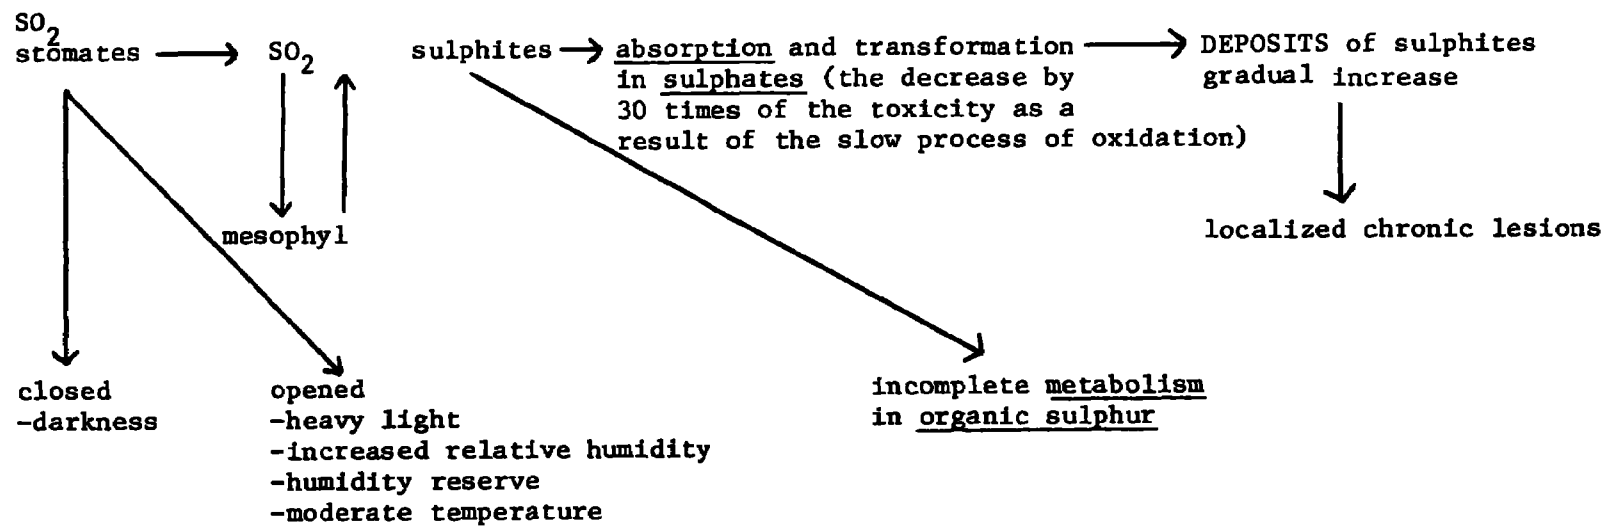 SO2
stomates
SO2
sulphites
absorption and transformation
in sulphates (the decrease by
30 times of the toxicity as a
result of the slow process of oxidation)
DEPOSITS of sulphites
gradual increase
mesophyl
localized chronic lesions
closed
-darkness
opened
-heavy light
-increased relative humidity
-humidity reserve
-moderate temperature
incomplete metabolism
in organic sulphur